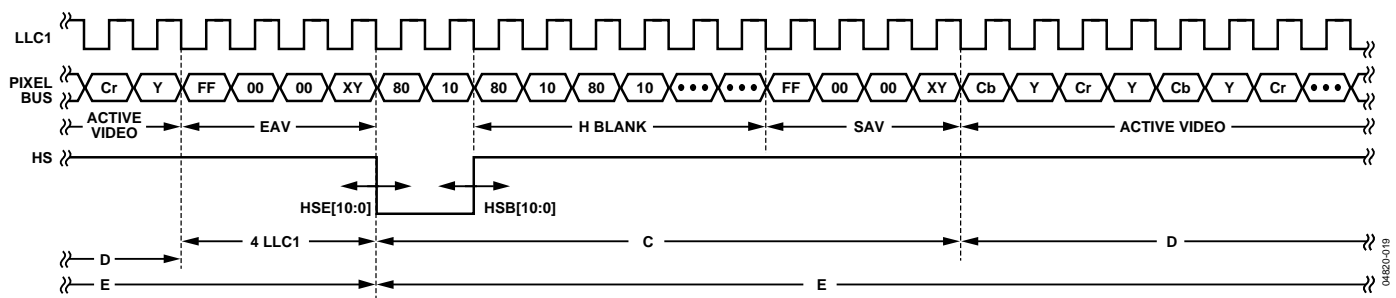 LLC1
PIXEL BUS Cr Y FF 00 00 XY 80 10 80 10 80 10 ••• ••• FF 00 00 XY Cb Y Cr Y Cb Y Cr •••
ACTIVE VIDEO EAV H BLANK SAV ACTIVE VIDEO
HS
HSE[10:0] HSB[10:0]
4 LLC1 C D
D
E E
04820-019